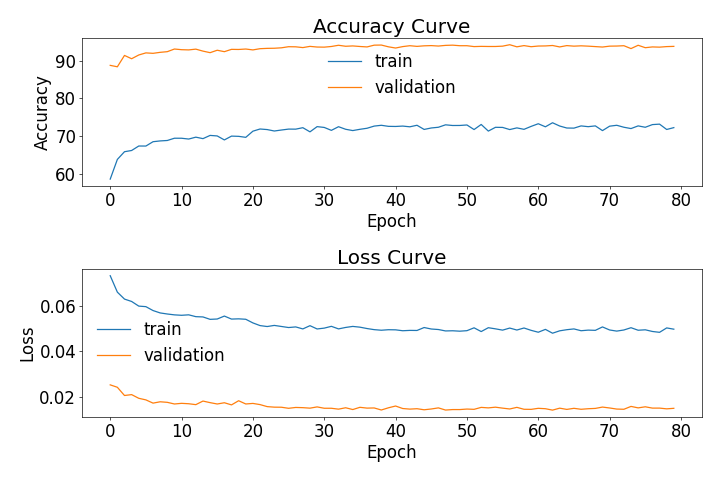 Accuracy Curve
90
80
70
60
Accuracy
train
validation
0 10 20 30 40 50 60 70 80
Epoch
Loss Curve
0.06
0.04
0.02
Loss
train
validation
0 10 20 30 40 50 60 70 80
Epoch